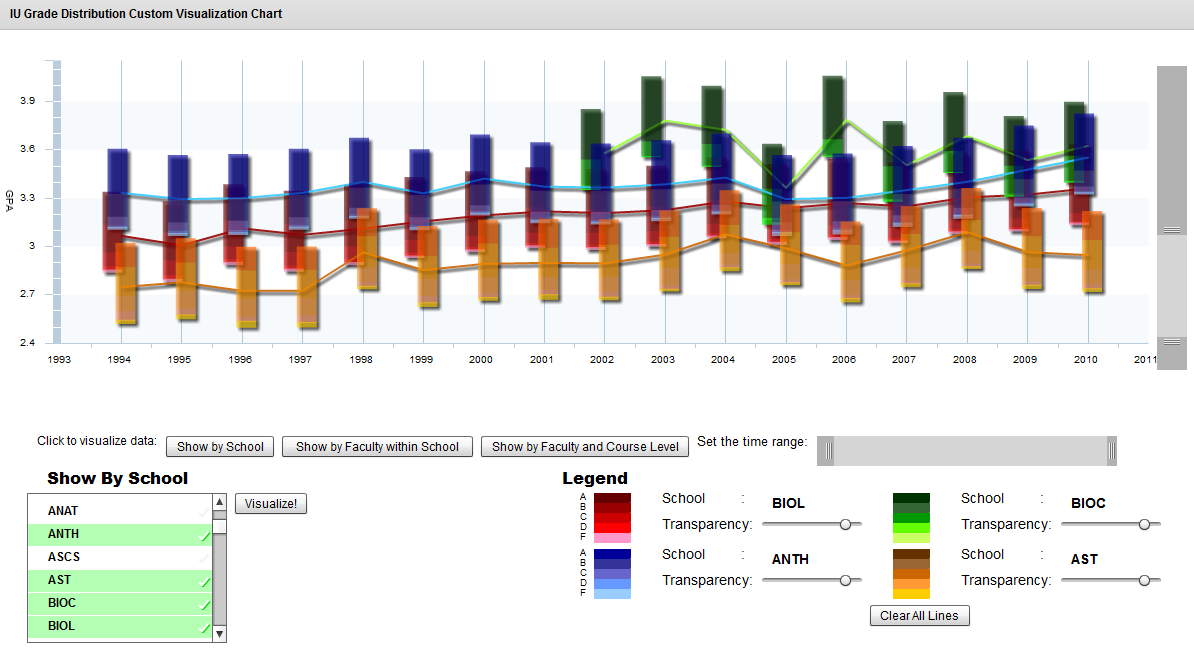 IU Grade Distribution Custom Visualization Chart
3.9
3.6
3.3
3
2.7
2.4
GPA
1993 1994 1995 1996 1997 1998 1999 2000 2001 2002 2003 2004 2005 2006 2007 2008 2009 2010 2011
Click to visualize data: Show by School Show by Faculty within School Show by Faculty and Course Level Set the time range:
Show By School
ANAT
ANTH
ASCS
AST
BIOC
BIOL
Visualize!
Legend
A
B
C
D
F
School : BIOL
Transparency:
School : BIOC
Transparency:
A
B
C
D
F
School : ANTH
Transparency:
School : AST
Transparency:
Clear All Lines